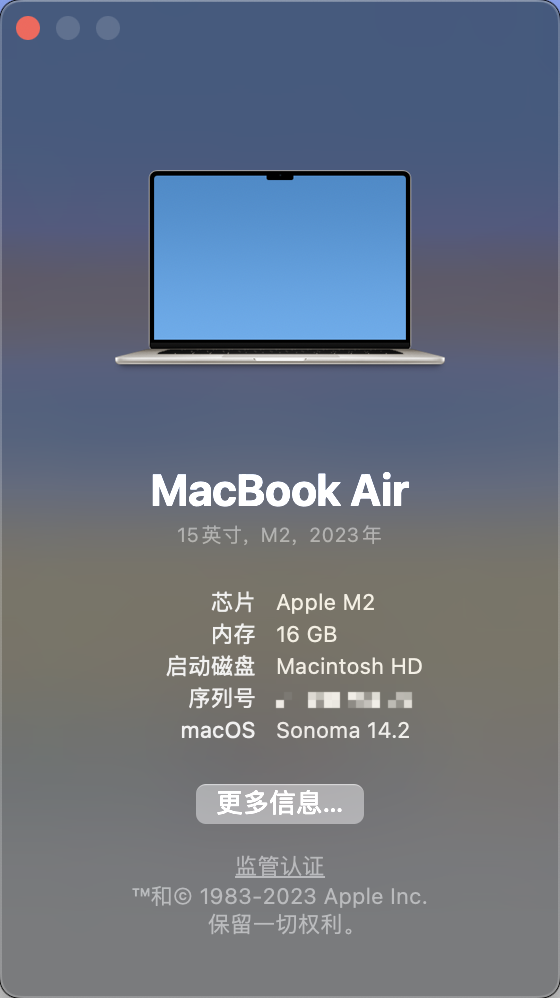 MacBook Air
15英寸，M2，2023年
芯片 Apple M2
内存 16 GB
启动磁盘 Macintosh HD
序列号
macOS Sonoma 14.2
更多信息...
监管认证
™和© 1983-2023 Apple Inc.
保留一切权利。